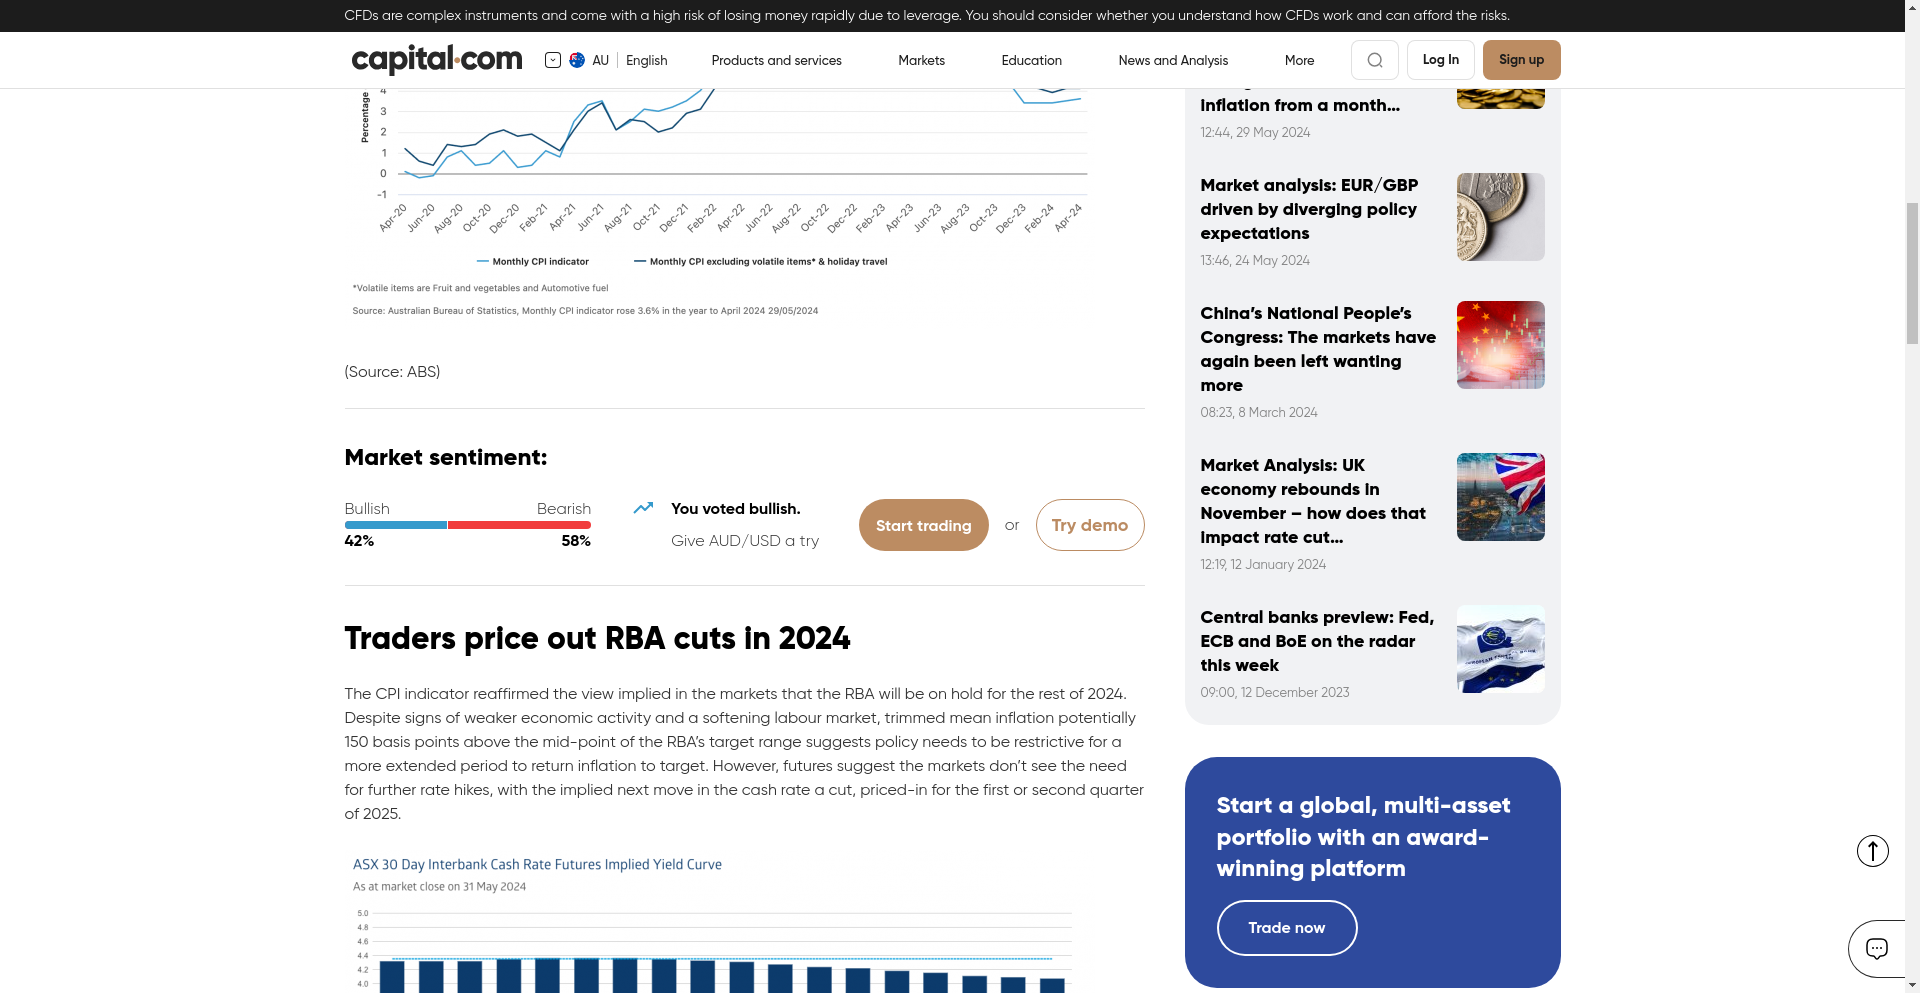 CFDs are complex instruments and come with a high risk of losing money rapidly due to leverage. You should consider whether you understand how CFDs work and can afford the risks.
capital.com
AU
English
Products and services
Markets
Education
News and Analysis
More
Log In
Sign up
Percentage
4
3
2
1
0
-1
Apr-20
Jun-20
Aug-20
Oct-20
Dec-20
Feb-21
Apr-21
Jun-21
Aug-21
Oct-21
Dec-21
Feb-22
Apr-22
Jun-22
Aug-22
Oct-22
Dec-22
Feb-23
Apr-23
Jun-23
Aug-23
Oct-23
Dec-23
Feb-24
Apr-24
Monthly CPI indicator
Monthly CPI excluding volatile items* & holiday travel
*Volatile items are Fruit and vegetables and Automotive fuel
Source: Australian Bureau of Statistics, Monthly CPI indicator rose 3.6% in the year to April 2024 29/05/2024
(Source: ABS)
Market sentiment:
Bullish
Bearish
42%
58%
You voted bullish.
Give AUD/USD a try
Start trading
or
Try demo
Traders price out RBA cuts in 2024
The CPI indicator reaffirmed the view implied in the markets that the RBA will be on hold for the rest of 2024.
Despite signs of weaker economic activity and a softening labour market, trimmed mean inflation potentially
150 basis points above the mid-point of the RBA's target range suggests policy needs to be restrictive for a
more extended period to return inflation to target. However, futures suggest the markets don't see the need
for further rate hikes, with the implied next move in the cash rate a cut, priced-in for the first or second quarter
of 2025.
ASX 30 Day Interbank Cash Rate Futures Implied Yield Curve
As at market close on 31 May 2024
5.0
4.8
4.6
4.4
4.2
4.0
inflation from a month...
12:44, 29 May 2024
Market analysis: EUR/GBP
driven by diverging policy
expectations
13:46, 24 May 2024
China's National People's
Congress: The markets have
again been left wanting
more
08:23, 8 March 2024
Market Analysis: UK
economy rebounds in
November – how does that
impact rate cut...
12:19, 12 January 2024
Central banks preview: Fed,
ECB and BoE on the radar
this week
09:00, 12 December 2023
Start a global, multi-asset
portfolio with an award-
winning platform
Trade now